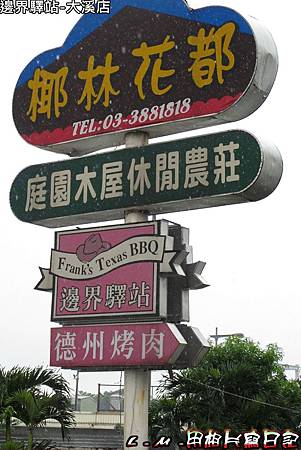 邊界驛站-大溪店
椰林花都
TEL:03-3881818
庭園木屋休閒農莊
Frank's Texas BBQ
邊界驛站
德州烤肉